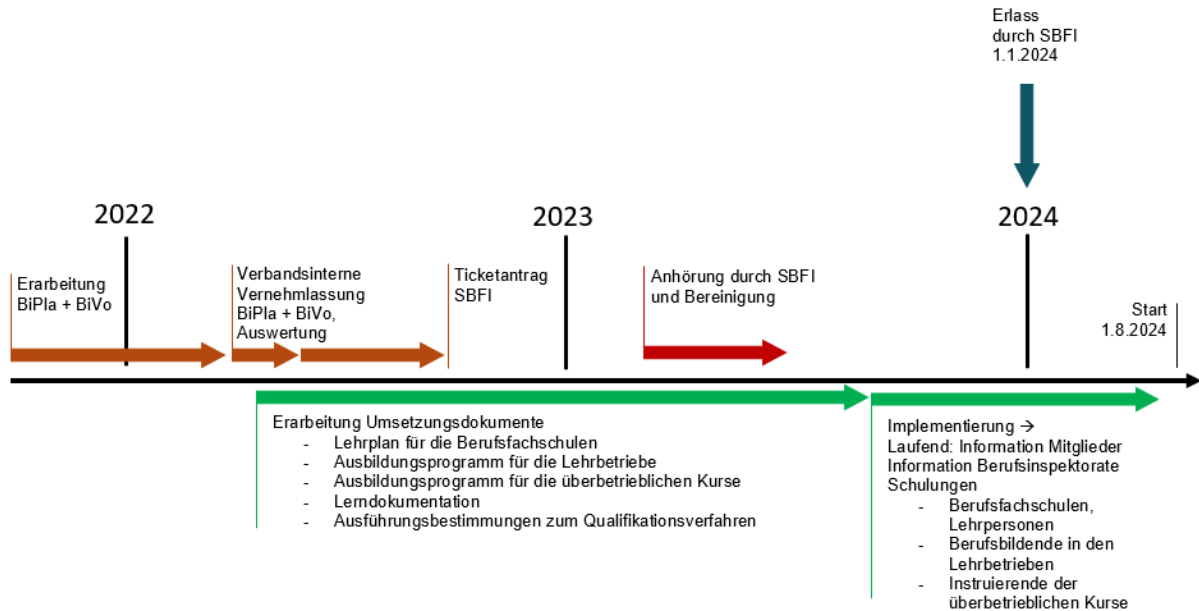 Erlass
durch SBFI
1.1.2024
2022
2023
2024
Erarbeitung
BiPla + BiVo
Verbandsinterne
Vernehmlassung
BiPla + BiVo,
Auswertung
Ticketantrag
SBFI
Anhörung durch SBFI
und Bereinigung
Start
1.8.2024
Erarbeitung Umsetzungsdokumente
- Lehrplan für die Berufsfachschulen
- Ausbildungsprogramm für die Lehrbetriebe
- Ausbildungsprogramm für die überbetrieblichen Kurse
- Lerndokumentation
- Ausführungsbestimmungen zum Qualifikationsverfahren
Implementierung →
Laufend: Information Mitglieder
Information Berufsinspektorate
Schulungen
- Berufsfachschulen,
Lehrpersonen
- Berufsbildende in den
Lehrbetrieben
- Instruierende der
überbetrieblichen Kurse